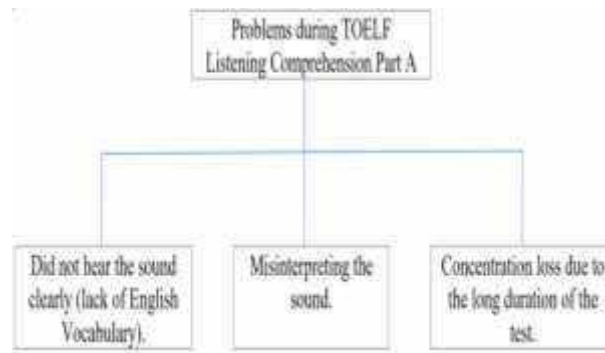 Problems during TOELF
Listening Comprehension Part A
Did not hear the sound
clearly (lack of English
Vocabulary).
Misinterpreting the
sound.
Concentration loss due to
the long duration of the
test.